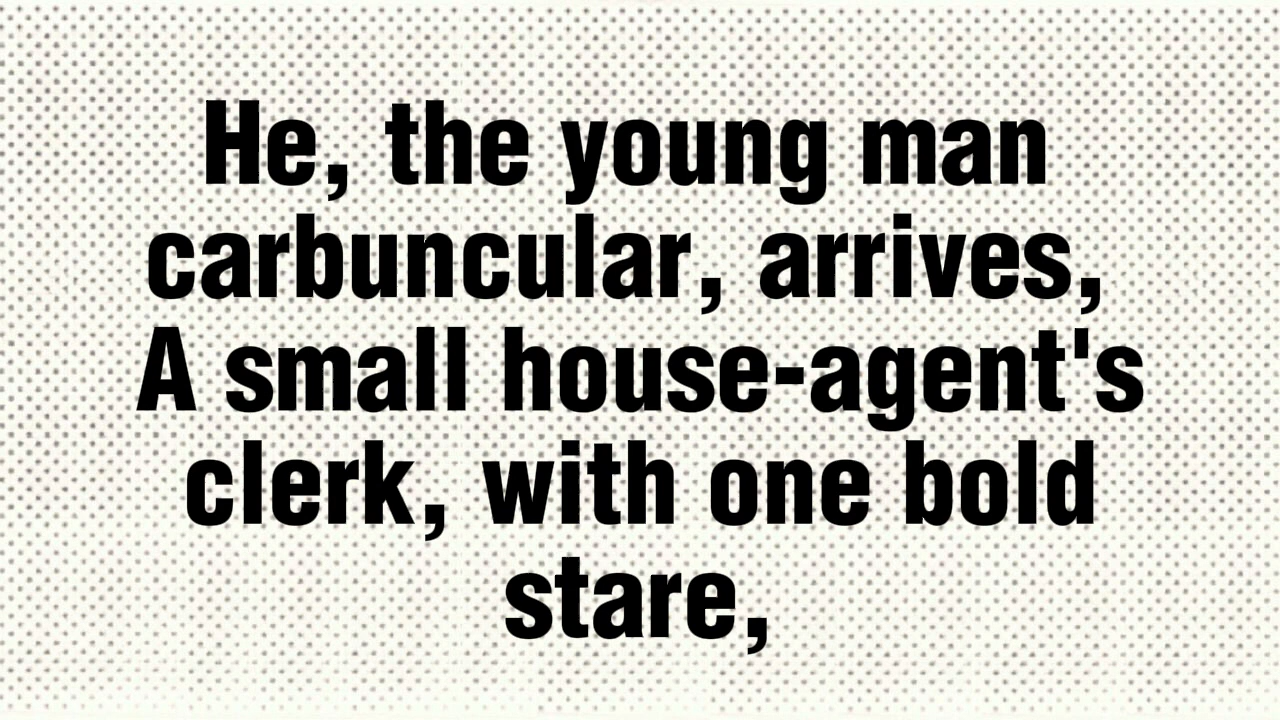 He, the young man
carbuncular, arrives,
A small house-agent's
clerk, with one bold
stare,